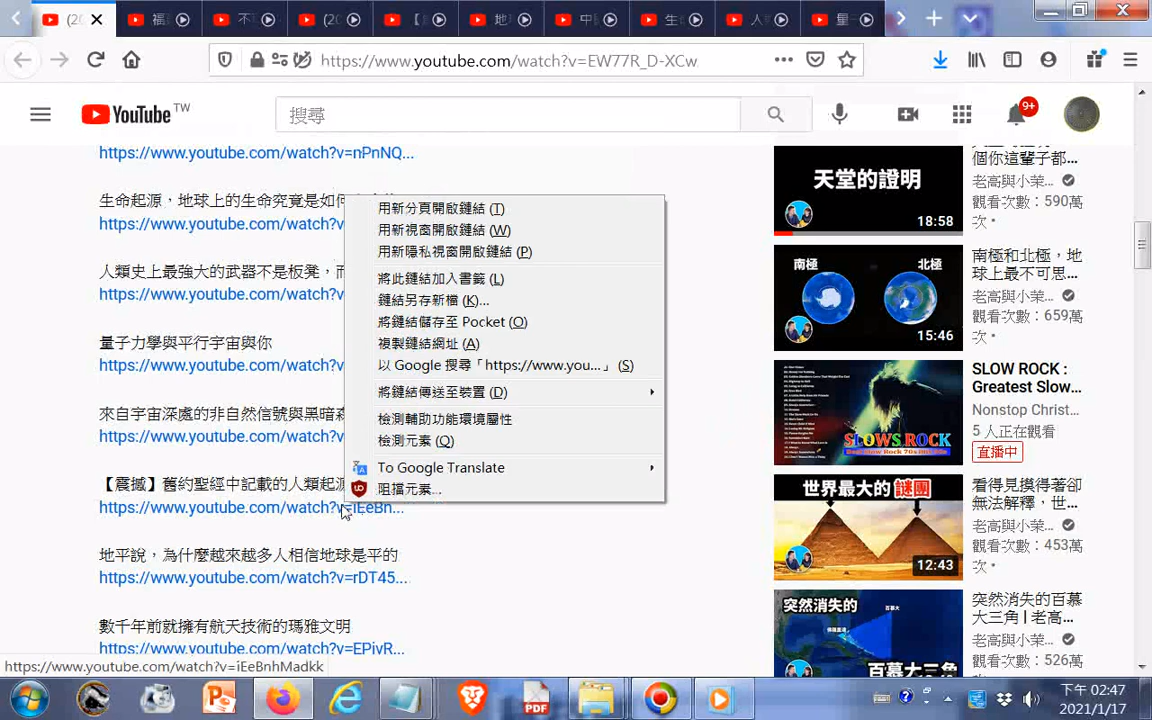 (20
福
不
(20
【
地
中
生
人
星一
https://www.youtube.com/watch?v=EW77R_D-XCw
YouTube TW
搜尋
9+
https://www.youtube.com/watch?v=nPnNQ...
生命起源，地球上的生命究竟是如何
https://www.youtube.com/watch?v
人類史上最強大的武器不是板凳，而
https://www.youtube.com/watch?v
量子力學與平行宇宙與你
https://www.youtube.com/watch?v
來自宇宙深處的非自然信號與黑暗森
https://www.youtube.com/watch?v
【震撼】舊約聖經中記載的人類起源
https://www.youtube.com/watch?v=iEeBn...
地平說，為什麼越來越多人相信地球是平的
https://www.youtube.com/watch?v=rDT45...
數千年前就擁有航天技術的瑪雅文明
https://www.youtube.com/watch?v=EPivR...
用新分頁開啟鏈結 (T)
用新視窗開啟鏈結 (W)
用新隱私視窗開啟鏈結 (P)
將此鏈結加入書籤 (L)
鏈結另存新檔 (K)...
將鏈結儲存至 Pocket (O)
複製鏈結網址 (A)
以 Google 搜尋「https://www.you...」 (S)
將鏈結傳送至裝置 (D)
檢測輔助功能環境屬性
檢測元素 (Q)
To Google Translate
阻擋元素...
天堂的證明
18:58
個你這輩子都...
老高與小茉...
觀看次數：590萬
次 •
南極
北極
15:46
南極和北極，地
球上最不可思...
老高與小茉...
觀看次數：659萬
次 •
SLOWS ROCK
SLOW ROCK :
Greatest Slow...
Nonstop Christ...
5 人正在觀看
直播中
世界最大的謎團
12:43
看得見摸得著卻
無法解釋，世...
老高與小茉...
觀看次數：453萬
次 •
突然消失的
百慕大
百慕大三角
突然消失的百慕
大三角 | 老高...
老高與小茉...
觀看次數：526萬
https://www.youtube.com/watch?v=iEeBnhMadkk
PDF
下午 02:47
2021/1/17